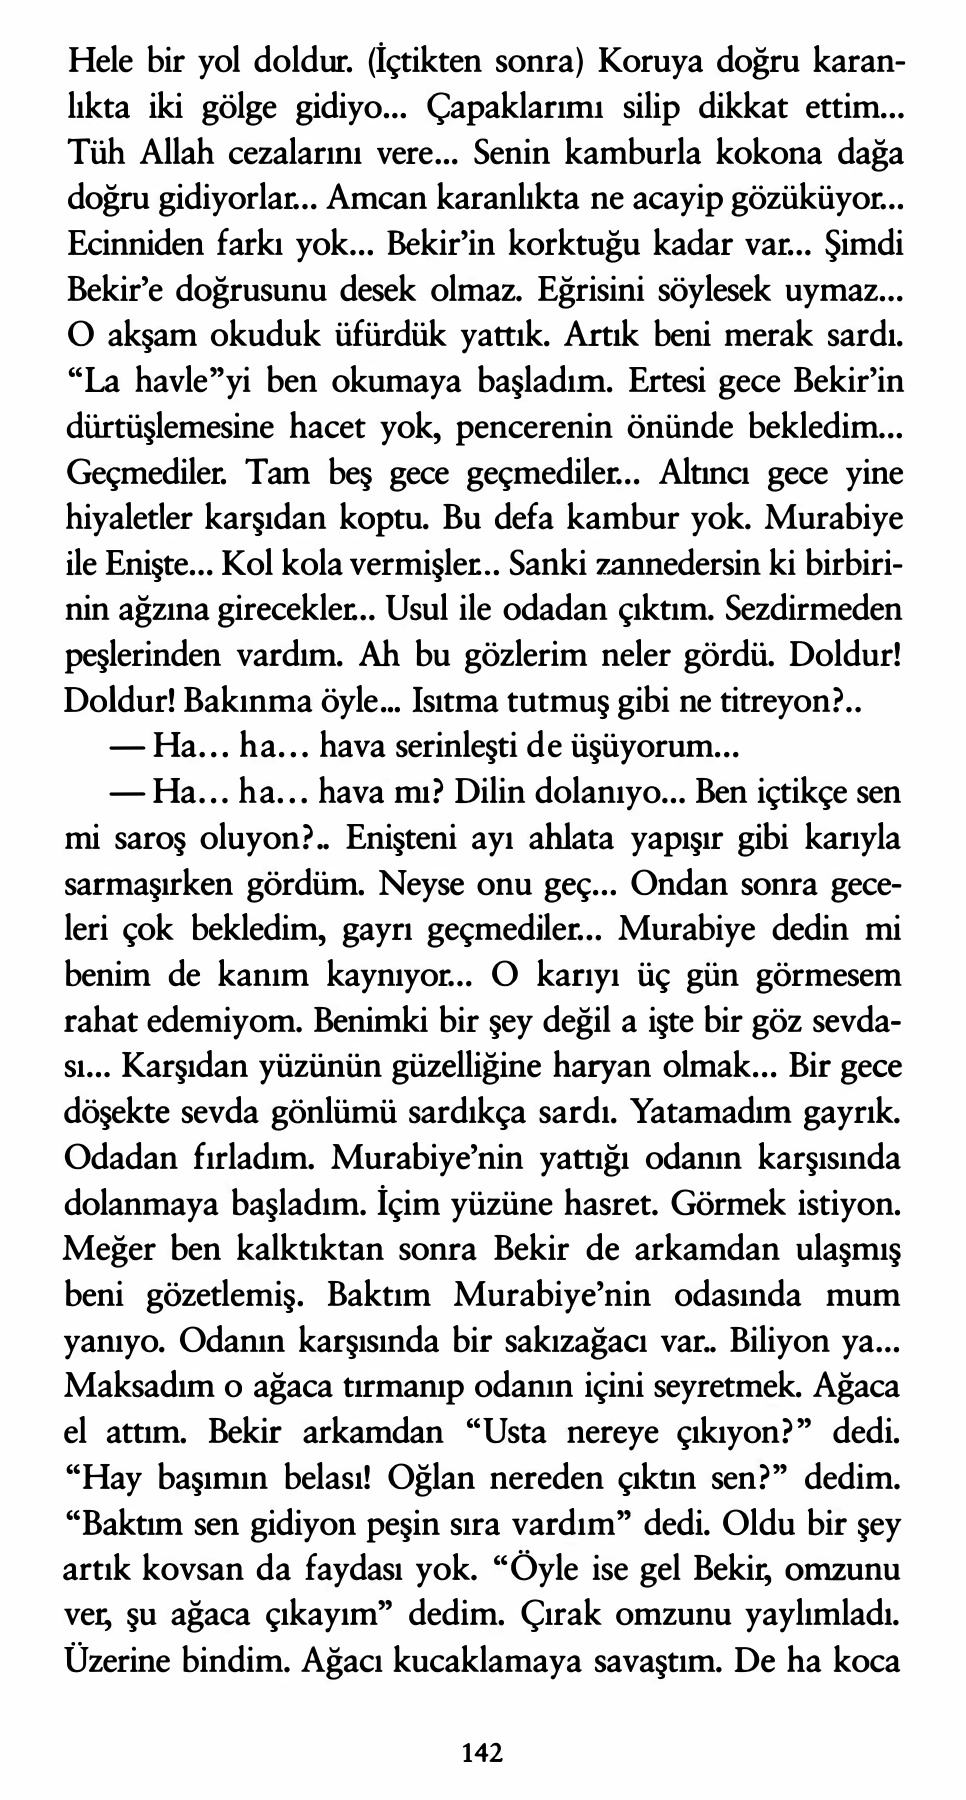 Hele bir yol doldur. (İçtikten sonra) Koruya doğru karan-
lıkta iki gölge gidiyo... Çapaklarımı silip dikkat ettim...
Tüh Allah cezalarını vere... Senin kamburla kokona dağa
doğru gidiyorlar... Amcan karanlıkta ne acayip gözüküyor...
Ecinniden farkı yok... Bekir’in korktuğu kadar var... Şimdi
Bekir’e doğrusunu desek olmaz. Eğrisini söylesek uymaz...
O akşam okuduk üfürdük yattık. Artık beni merak sardı.
“La havle”yi ben okumaya başladım. Ertesi gece Bekir’in
dürtüşlemesine hacet yok, pencerenin önünde bekledim...
Geçmediler. Tam beş gece geçmediler... Altıncı gece yine
hiyaletler karşıdan koptu. Bu defa kambur yok. Murabiye
ile Enişte... Kol kola vermişler... Sanki zannedersin ki birbiri-
nin ağzına girecekler... Usul ile odadan çıktım. Sezdirmeden
peşlerinden vardım. Ah bu gözlerim neler gördü. Doldur!
Doldur! Bakınma öyle... Isıtma tutmuş gibi ne titreyon?..
— Ha... ha... hava serinleşti de üşüyorum...
— Ha... ha... hava mı? Dilin dolanıyo... Ben içtikçe sen
mi saroş oluyon?.. Enişteni ayı ahlata yapışır gibi karıyla
sarmaşırken gördüm. Neyse onu geç... Ondan sonra gece-
leri çok bekledim, gayrı geçmediler... Murabiye dedin mi
benim de kanım kaynıyor... O karıyı üç gün görmesem
rahat edemiyom. Benimki bir şey değil a işte bir göz sevda-
sı... Karşıdan yüzünün güzelliğine haryan olmak... Bir gece
döşekte sevda gönlümü sardıkça sardı. Yatamadım gayrık.
Odadan fırladım. Murabiye’nin yattığı odanın karşısında
dolanmaya başladım. İçim yüzüne hasret. Görmek istiyon.
Meğer ben kalktıktan sonra Bekir de arkamdan ulaşmış
beni gözetlemiş. Baktım Murabiye’nin odasında mum
yanıyo. Odanın karşısında bir sakızağacı var.. Biliyon ya...
Maksadım o ağaca tırmanıp odanın içini seyretmek. Ağaca
el attım. Bekir arkamdan “Usta nereye çıkıyon?” dedi.
“Hay başımın belası! Oğlan nereden çıktın sen?” dedim.
“Baktım sen gidiyon peşin sıra vardım” dedi. Oldu bir şey
artık kovsan da faydası yok. “Öyle ise gel Bekir, omzunu
ver, şu ağaca çıkayım” dedim. Çırak omzunu yaylımladı.
Üzerine bindim. Ağacı kucaklamaya savaştım. De ha koca
142